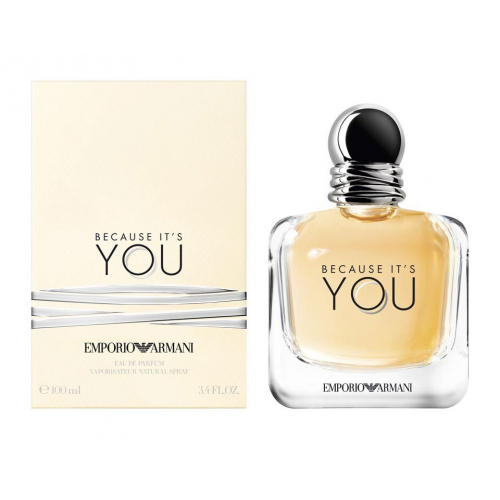 BECAUSE IT'S
YOU
EMPORIO ARMANI
EAU DE PARFUM
VAPORISATEUR NATURAL SPRAY
℮ 100 ml 3.4 FL.OZ.
BECAUSE IT'S
YOU
EMPORIO ARMANI